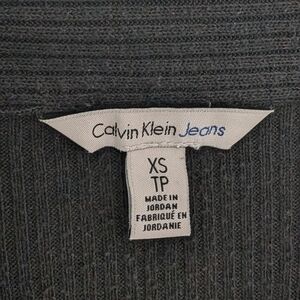 Calvin Klein Jeans
XS
TP
MADE IN
JORDAN
FABRIQUÉ EN
JORDANIE